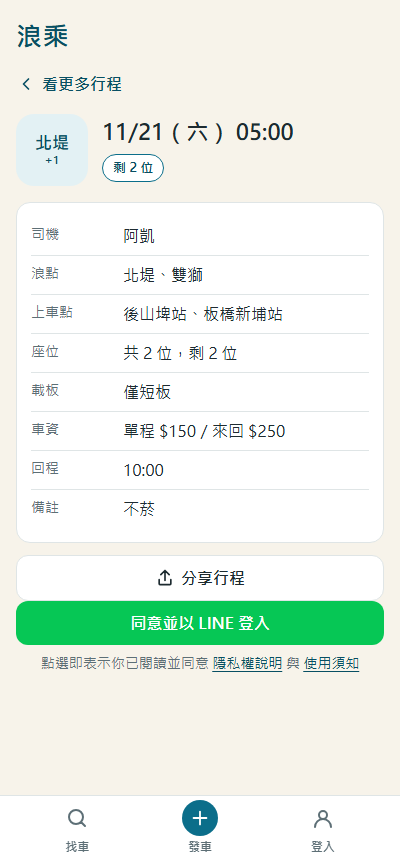 浪乘
看更多行程
北堤
+1
11/21（六）05:00
剩 2 位
司機 阿凱
浪點 北堤、雙獅
上車點 後山埤站、板橋新埔站
座位 共 2 位，剩 2 位
載板 僅短板
車資 單程 $150 / 來回 $250
回程 10:00
備註 不菸
分享行程
同意並以 LINE 登入
點選即表示你已閱讀並同意 隱私權說明 與 使用須知
找車
發車
登入